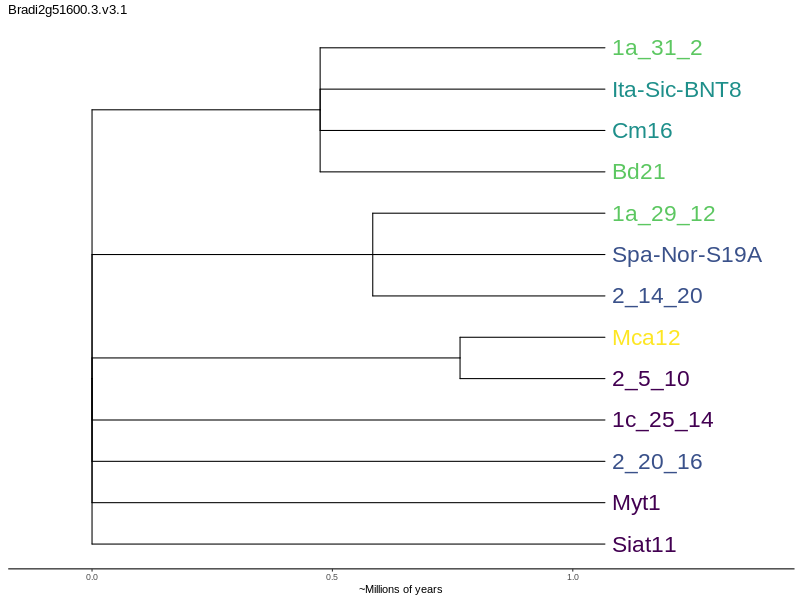 Bradi2g51600.3.v3.1
1a_31_2
Ita-Sic-BNT8
Cm16
Bd21
1a_29_12
Spa-Nor-S19A
2_14_20
Mca12
2_5_10
1c_25_14
2_20_16
Myt1
Siat11
0.0 0.5 1.0
~Millions of years